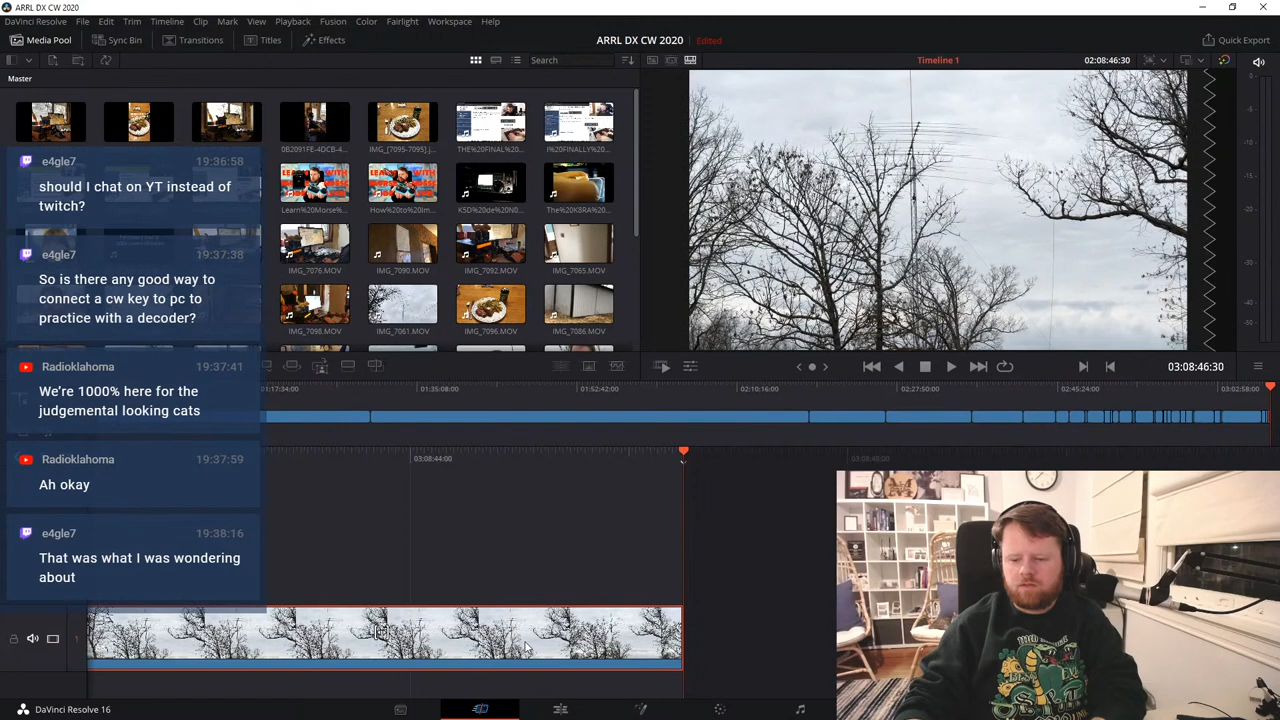 ARRL DX CW 2020
DaVinci Resolve File Edit Trim Timeline Clip Mark View Playback Fusion Color Fairlight Workspace Help
Media Pool Sync Bin Transitions Titles Effects ARRL DX CW 2020 Edited Quick Export
Search Timeline 1 02:08:46:30
Master
0B2091FE-4DCB-4... IMG_[7095-7095].j... THE%20FINAL%20... I%20FINALLY%20...
e4gle7 19:36:58
should I chat on YT instead of
twitch?
Learn%20Morse%... How%20to%20Im... K5D%20de%20N0... The%20K8RA%20...
e4gle7 19:37:38
So is there any good way to
connect a cw key to pc to
practice with a decoder?
IMG_7076.MOV IMG_7090.MOV IMG_7092.MOV IMG_7065.MOV
IMG_7098.MOV IMG_7061.MOV IMG_7096.MOV IMG_7086.MOV
Radioklahoma 19:37:41
We're 1000% here for the
judgemental looking cats
03:08:46:30
01:17:34:00 01:35:08:00 01:52:42:00 02:10:16:00 02:27:50:00 02:45:24:00 03:02:58:00
Radioklahoma 19:37:59
Ah okay
03:08:44:00 03:08:48:00
e4gle7 19:38:16
That was what I was wondering
about
1
DaVinci Resolve 16